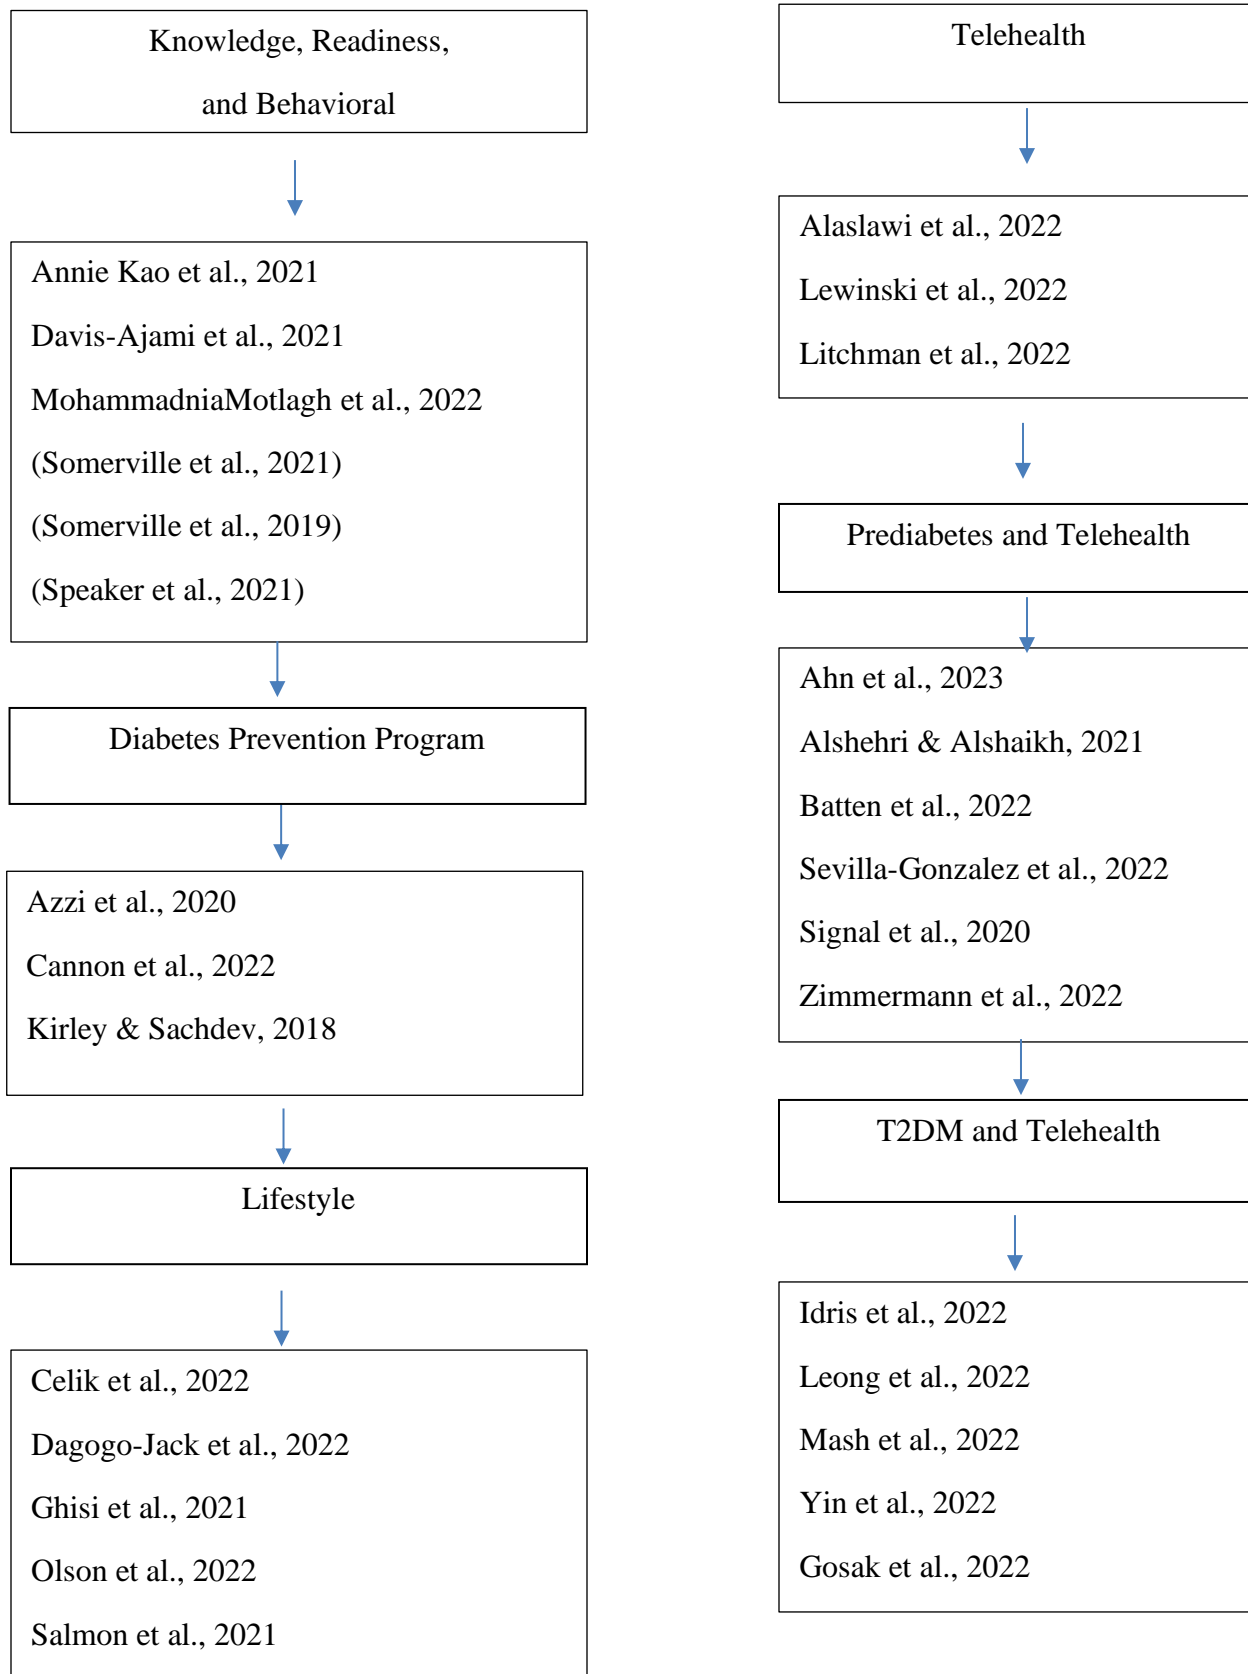 Knowledge, Readiness,
and Behavioral
Annie Kao et al., 2021
Davis-Ajami et al., 2021
MohammadniaMotlagh et al., 2022
(Somerville et al., 2021)
(Somerville et al., 2019)
(Speaker et al., 2021)
Diabetes Prevention Program
Azzi et al., 2020
Cannon et al., 2022
Kirley & Sachdev, 2018
Lifestyle
Celik et al., 2022
Dagogo-Jack et al., 2022
Ghisi et al., 2021
Olson et al., 2022
Salmon et al., 2021
Telehealth
Alaslawi et al., 2022
Lewinski et al., 2022
Litchman et al., 2022
Prediabetes and Telehealth
Ahn et al., 2023
Alshehri & Alshaikh, 2021
Batten et al., 2022
Sevilla-Gonzalez et al., 2022
Signal et al., 2020
Zimmermann et al., 2022
T2DM and Telehealth
Idris et al., 2022
Leong et al., 2022
Mash et al., 2022
Yin et al., 2022
Gosak et al., 2022